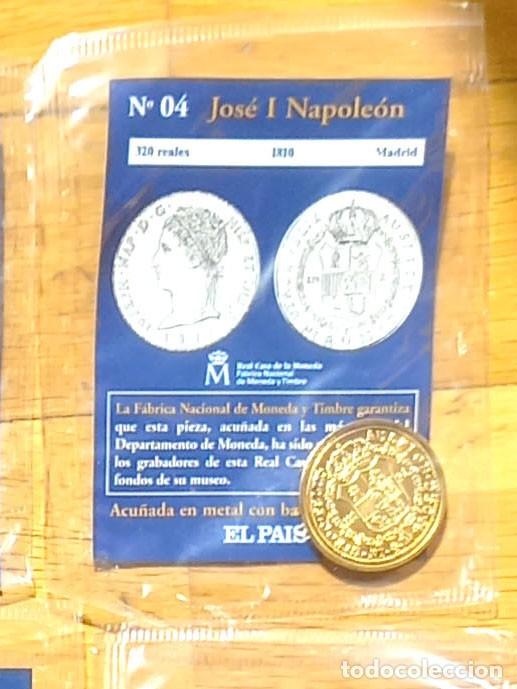 Nº 04 José I Napoleón
320 reales 1810 Madrid
Real Casa de la Moneda
Fábrica Nacional
de Moneda y Timbre
La Fábrica Nacional de Moneda y Timbre garantiza
que esta pieza, acuñada en las
Departamento de Moneda, ha sido
los grabadores de esta Real
fondos de su museo.
Acuñada en metal con
EL PAIS
todocoleccion